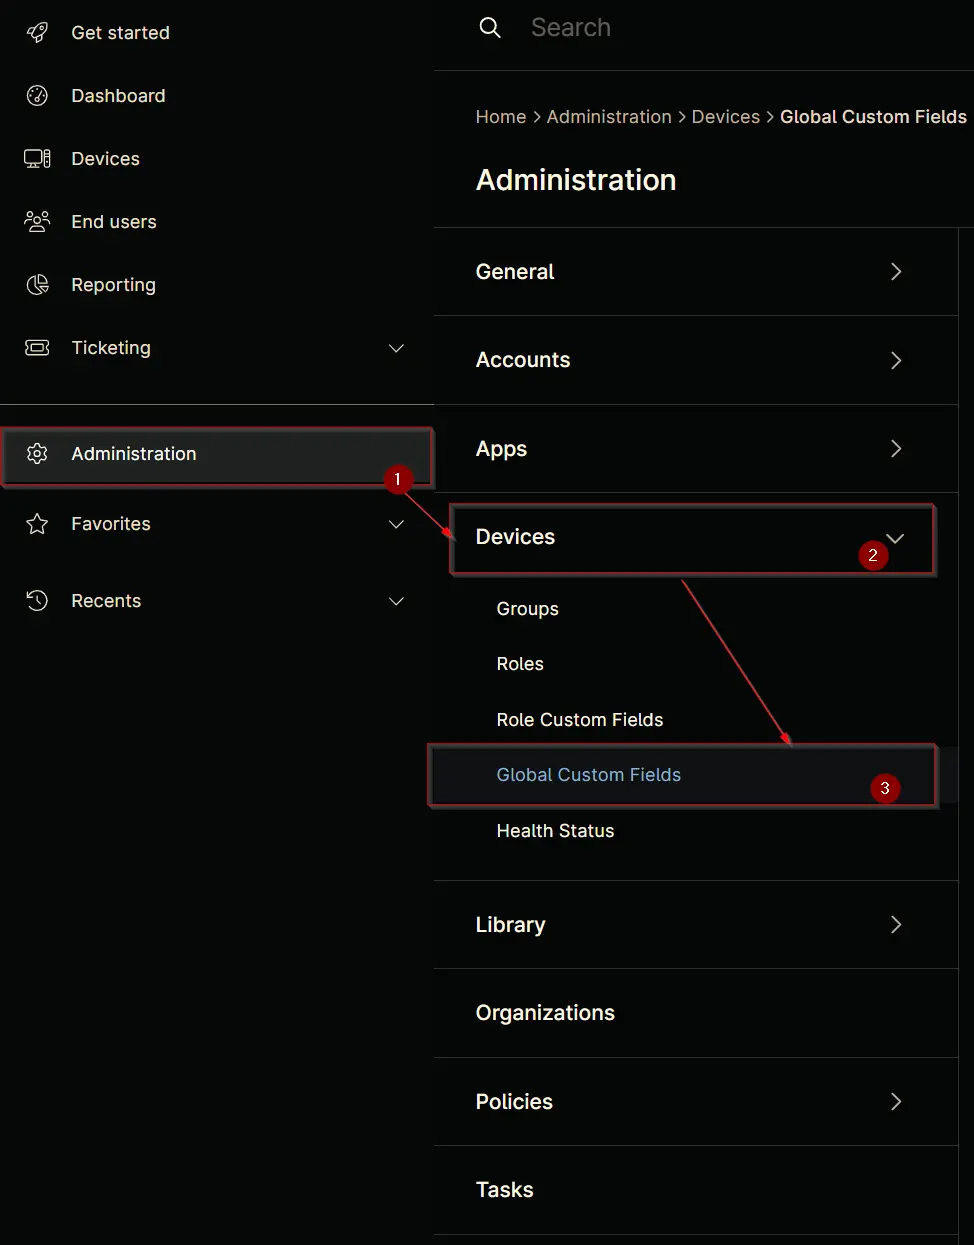 Get started
Dashboard
Devices
End users
Reporting
Ticketing
Administration
1
Favorites
Recents
Search
Home > Administration > Devices > Global Custom Fields
Administration
General
Accounts
Apps
Devices
2
Groups
Roles
Role Custom Fields
Global Custom Fields
3
Health Status
Library
Organizations
Policies
Tasks